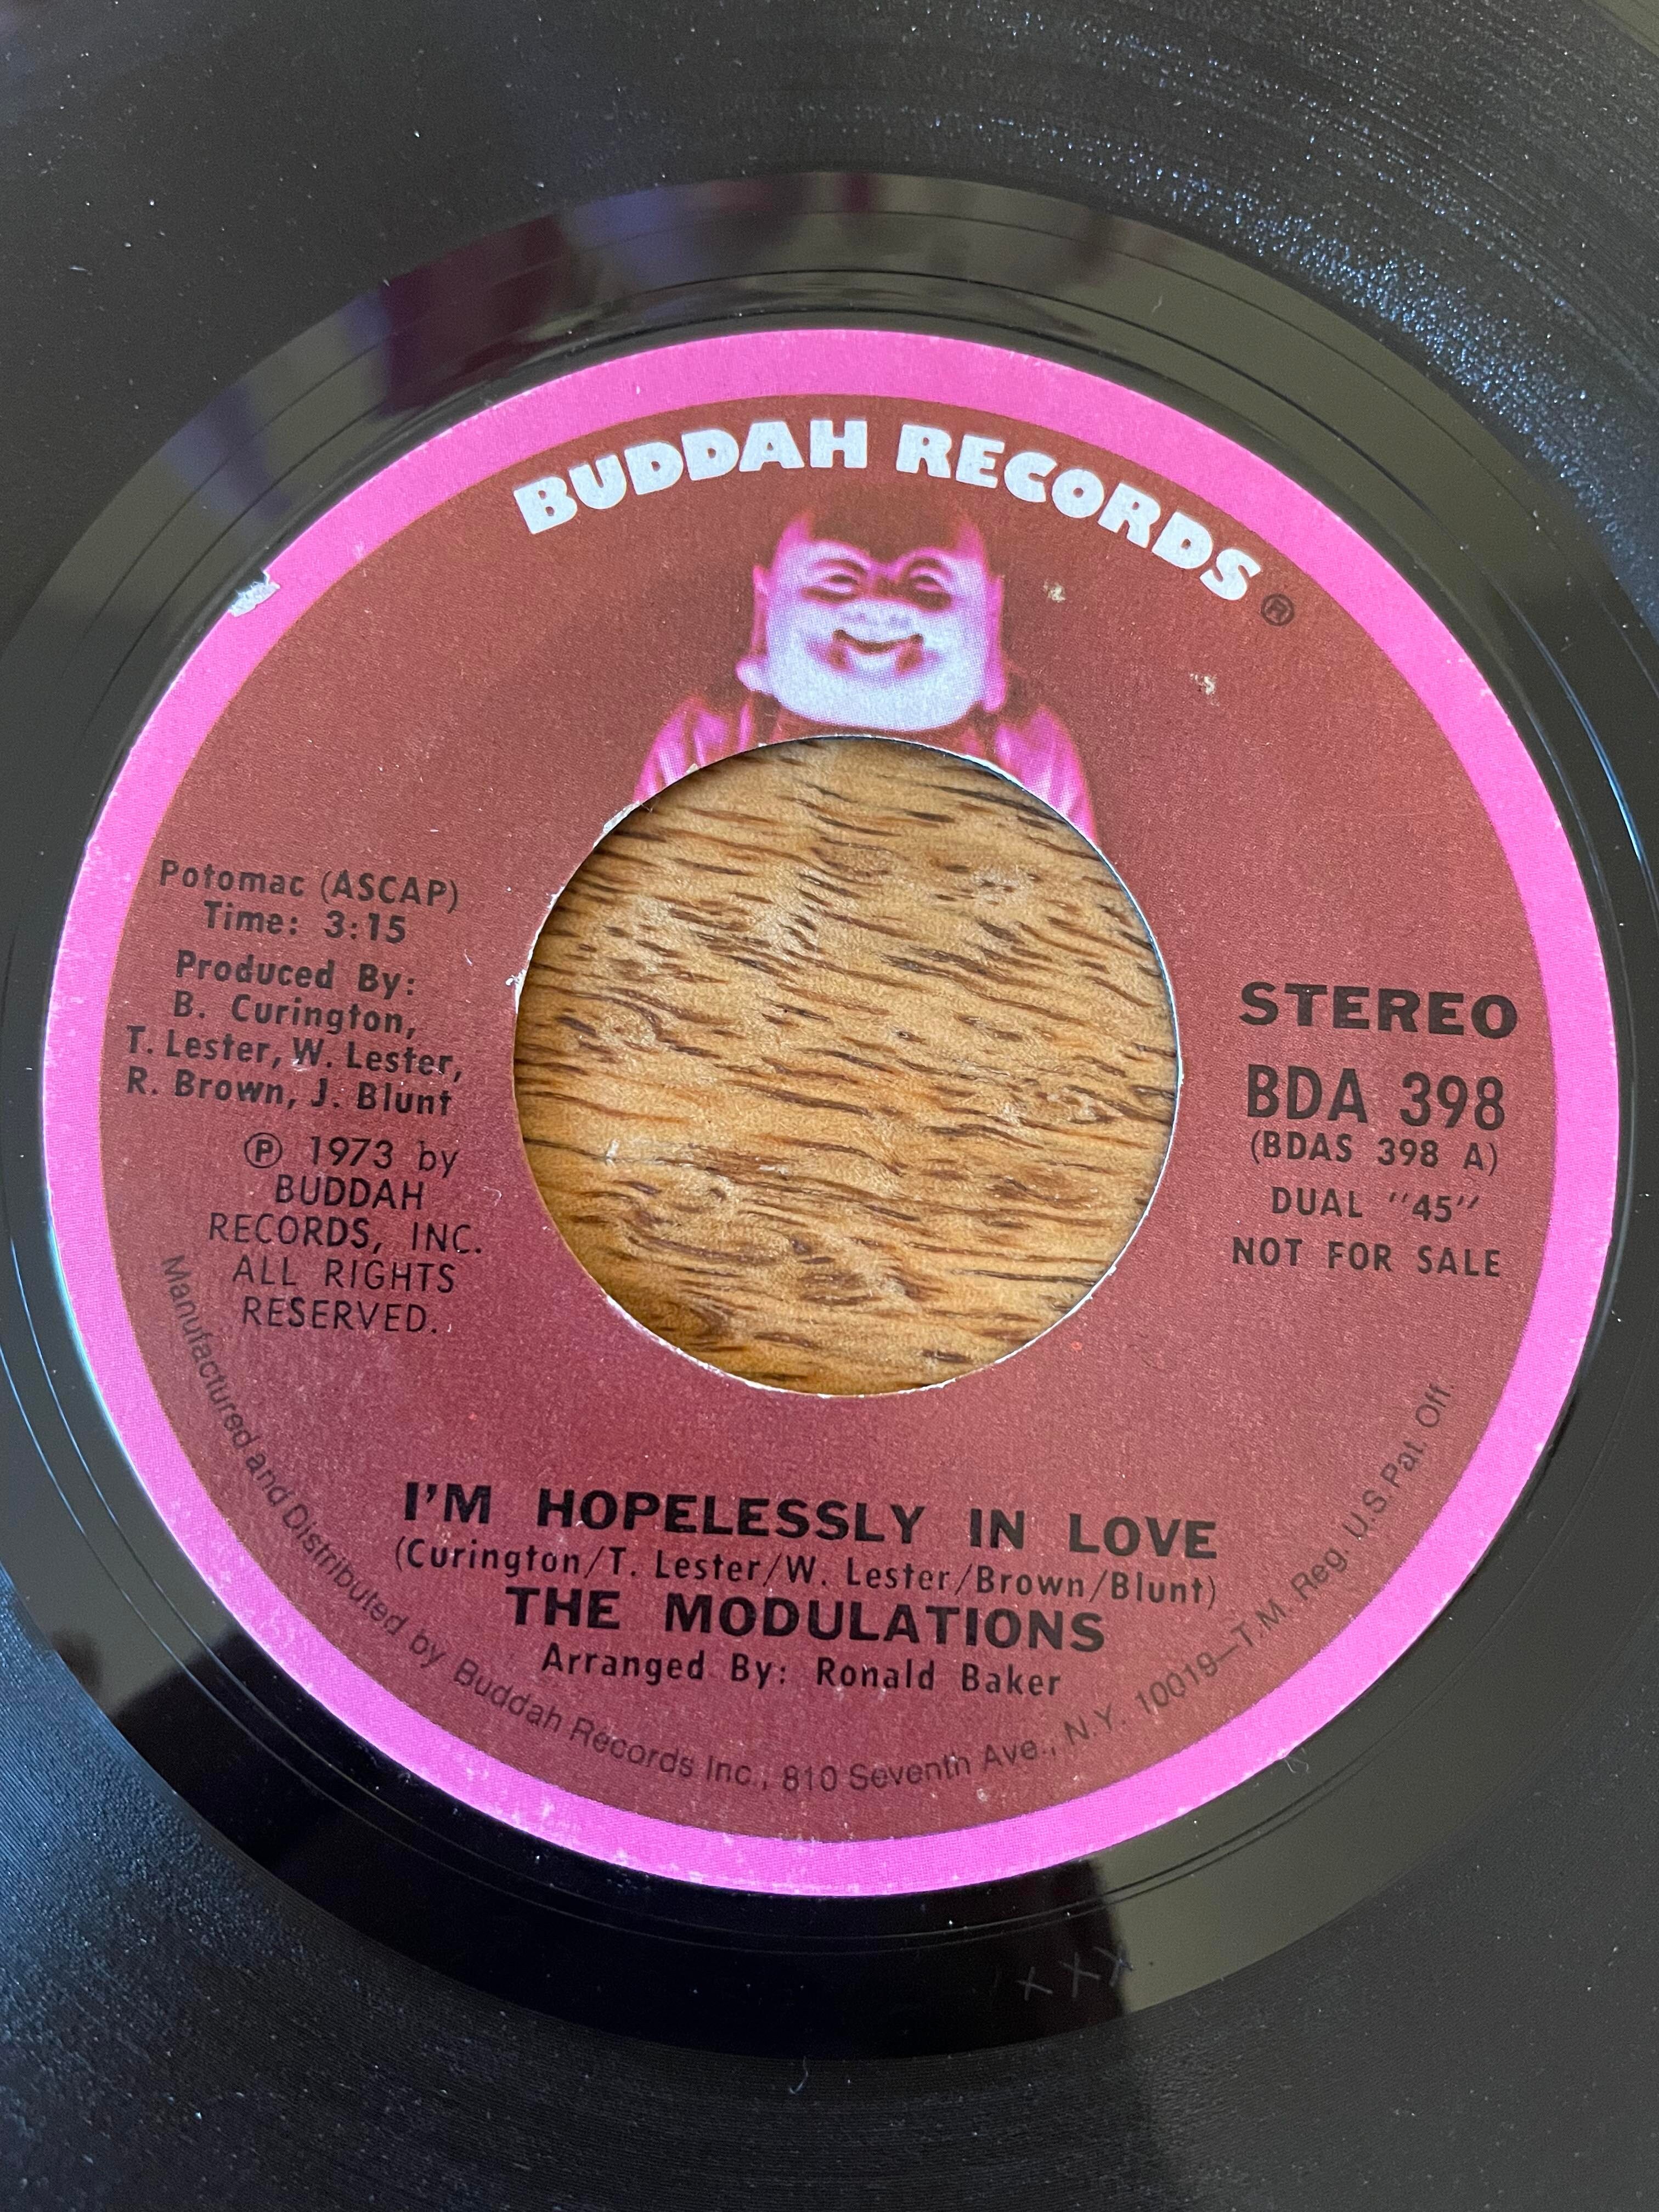 BUDDAH RECORDS ®
Potomac (ASCAP)
Time: 3:15
Produced By:
B. Curington,
T. Lester, W. Lester,
R. Brown, J. Blunt
Ⓟ 1973 by
BUDDAH
RECORDS, INC.
ALL RIGHTS
RESERVED.
STEREO
BDA 398
(BDAS 398 A)
DUAL "45"
NOT FOR SALE
I'M HOPELESSLY IN LOVE
(Curington/T. Lester/W. Lester/Brown/Blunt)
THE MODULATIONS
Arranged By: Ronald Baker
Manufactured and Distributed by Buddah Records Inc., 810 Seventh Ave., N.Y. 10019—T.M. Reg. U.S. Pat. Off.
XXX